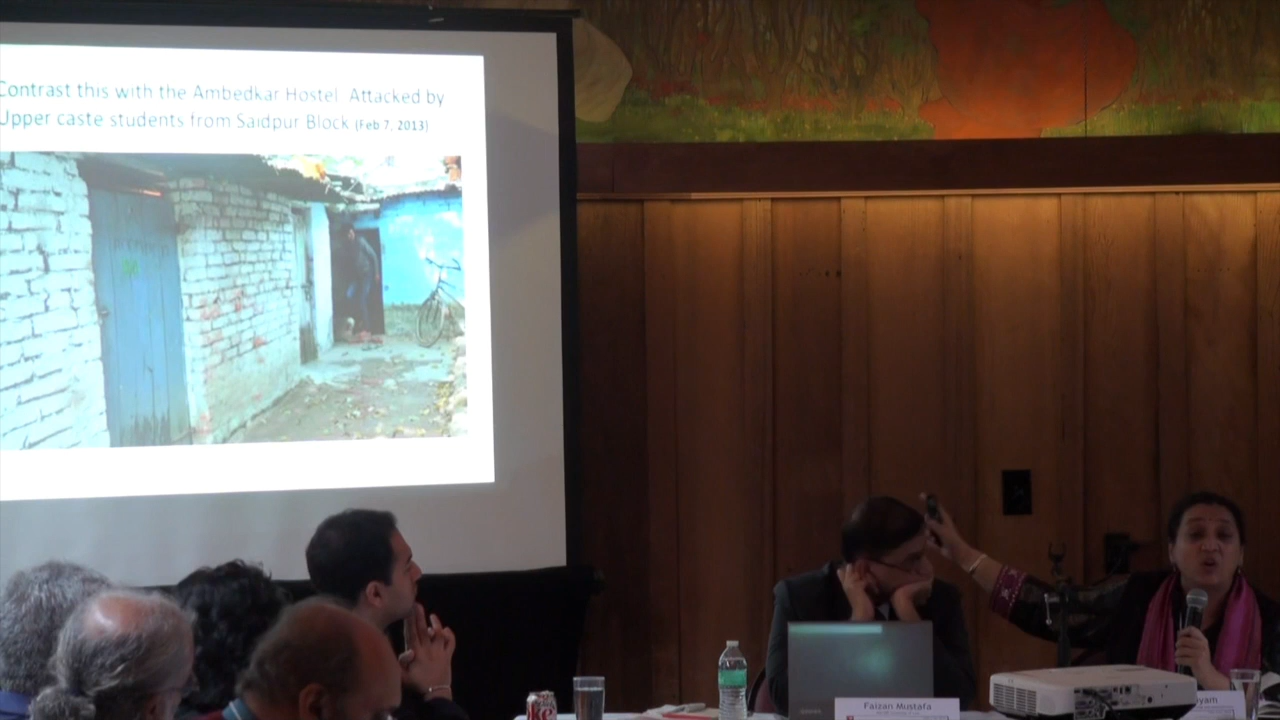 Contrast this with the Ambedkar Hostel. Attacked by
Upper caste students from Saidpur Block (Feb 7, 2013)
Faizan Mustafa